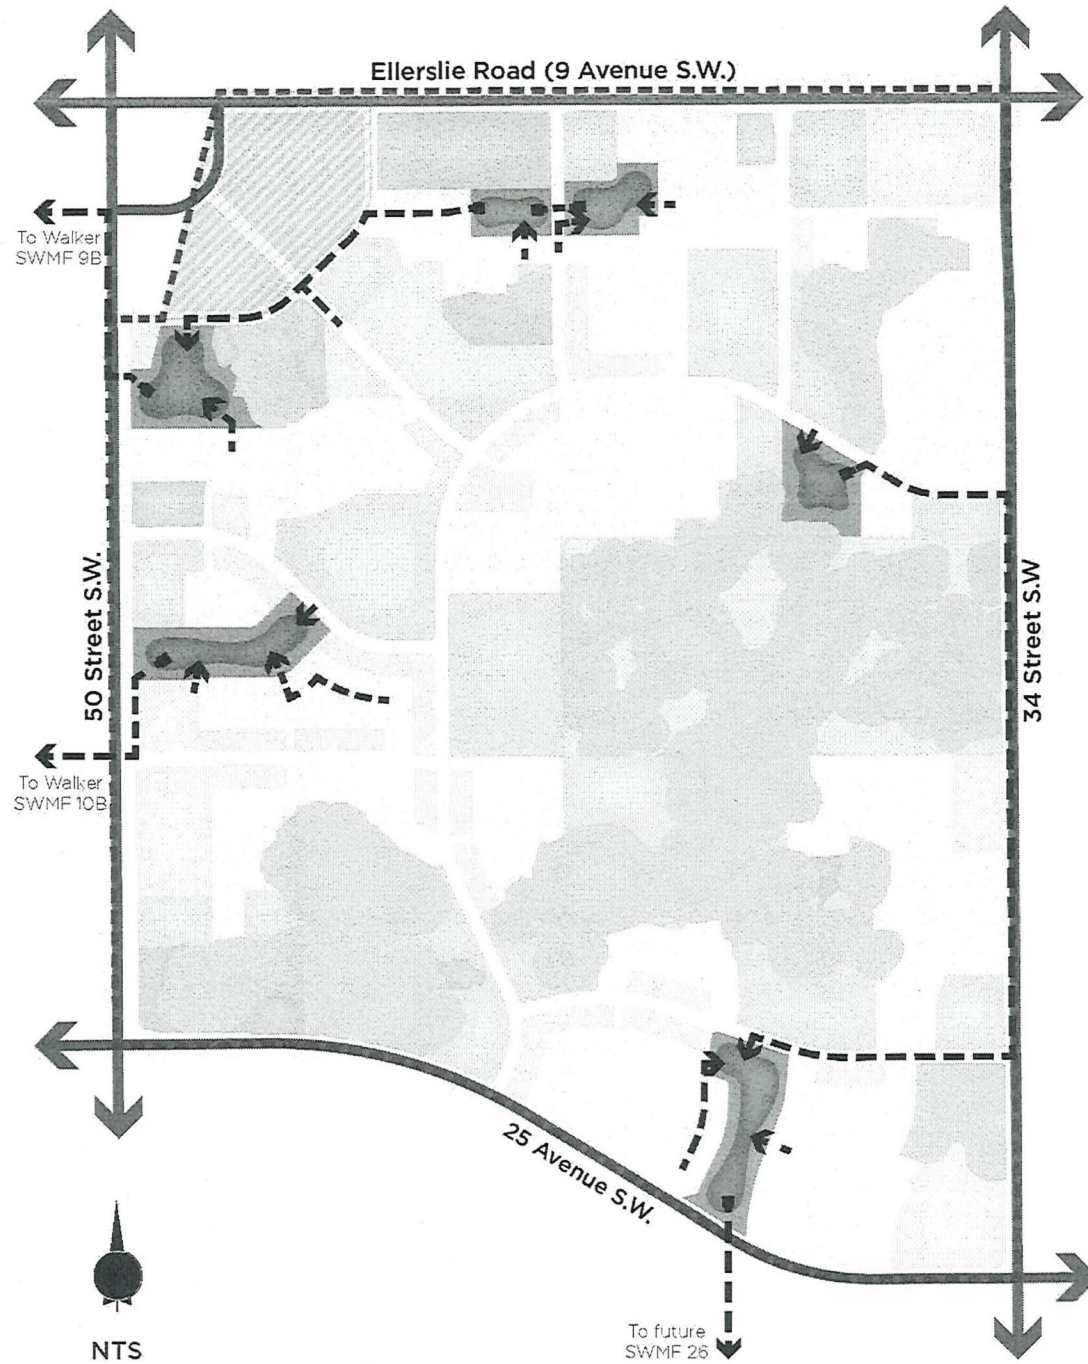 Ellerslie Road (9 Avenue S.W.)
To Walker
SWMF 9B
50 Street S.W.
34 Street S.W
To Walker
SWMF 10B
25 Avenue S.W.
NTS
To future
SWMF 26